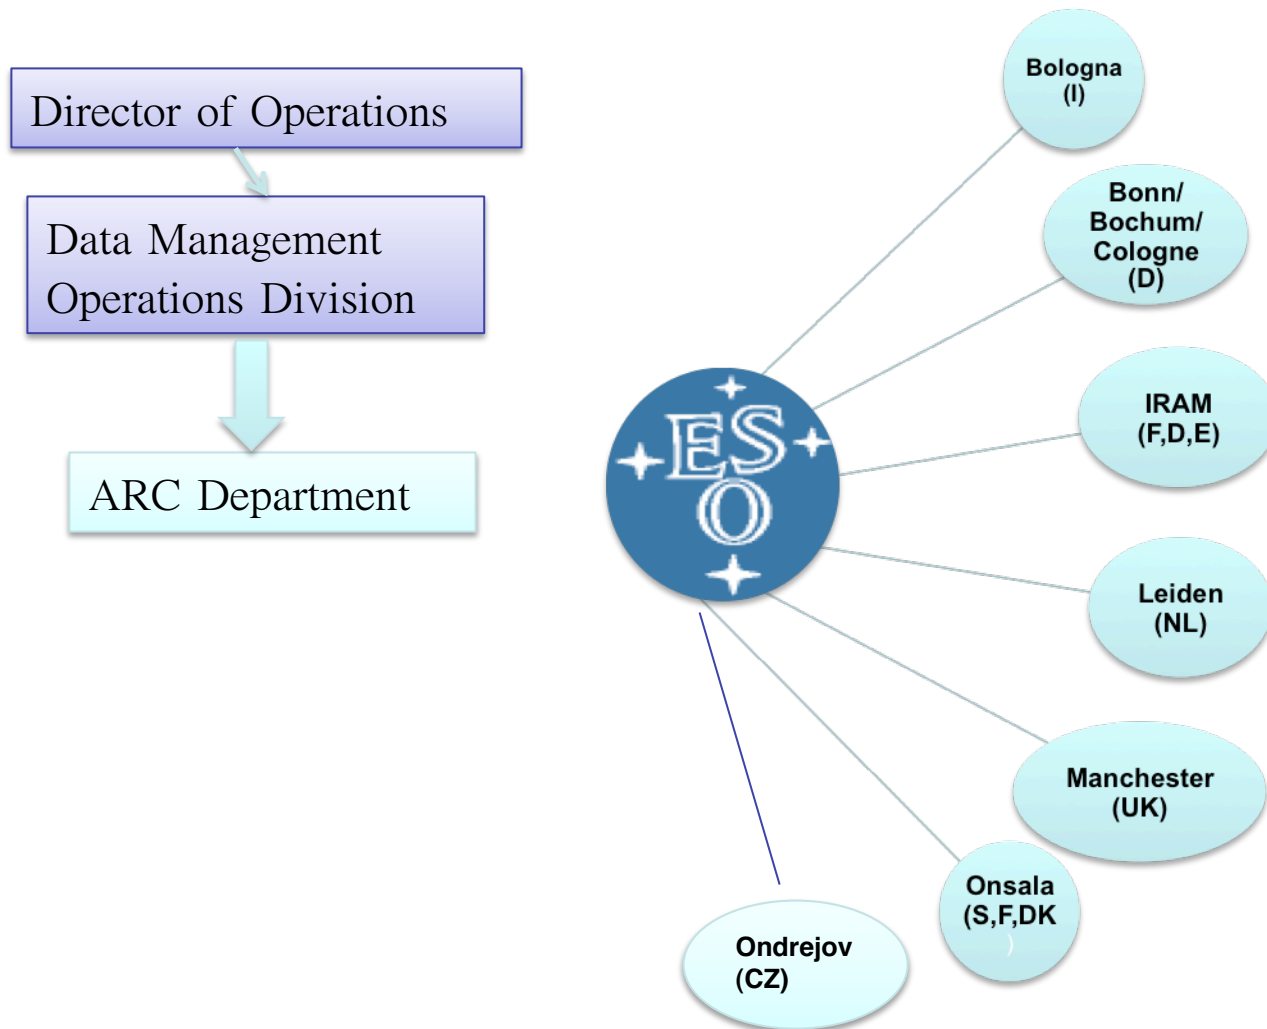 Director of Operations
Data Management
Operations Division
ARC Department
ESO
Bologna
(I)
Bonn/
Bochum/
Cologne
(D)
IRAM
(F,D,E)
Leiden
(NL)
Manchester
(UK)
Onsala
(S,F,DK
)
Ondrejov
(CZ)